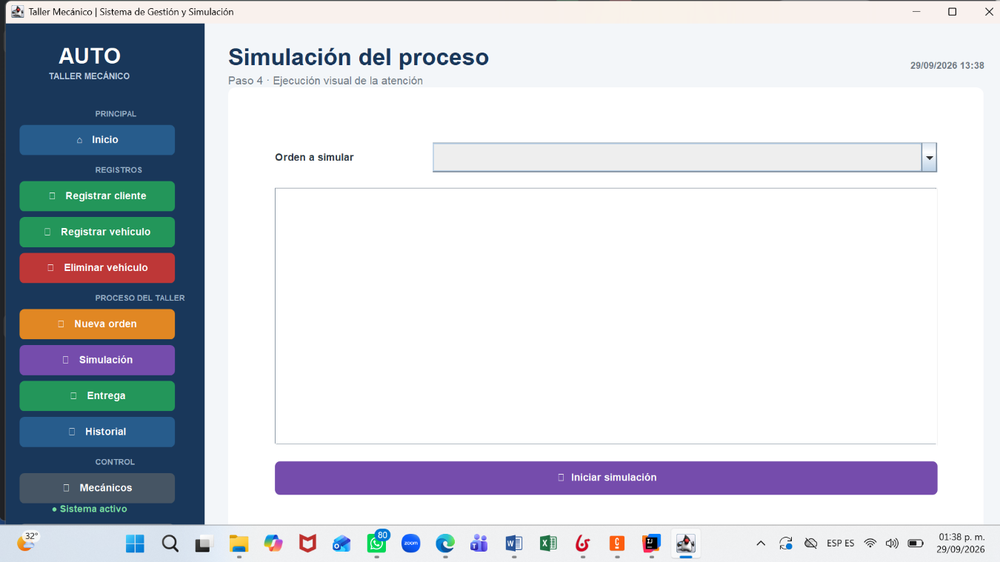 Taller Mecánico | Sistema de Gestión y Simulación
AUTO
TALLER MECÁNICO
PRINCIPAL
Inicio
REGISTROS
Registrar cliente
Registrar vehículo
Eliminar vehículo
PROCESO DEL TALLER
Nueva orden
Simulación
Entrega
Historial
CONTROL
Mecánicos
● Sistema activo
Simulación del proceso
29/09/2026 13:38
Paso 4 · Ejecución visual de la atención
Orden a simular
Iniciar simulación
32°
80
zoom
ESP ES
01:38 p. m.
29/09/2026